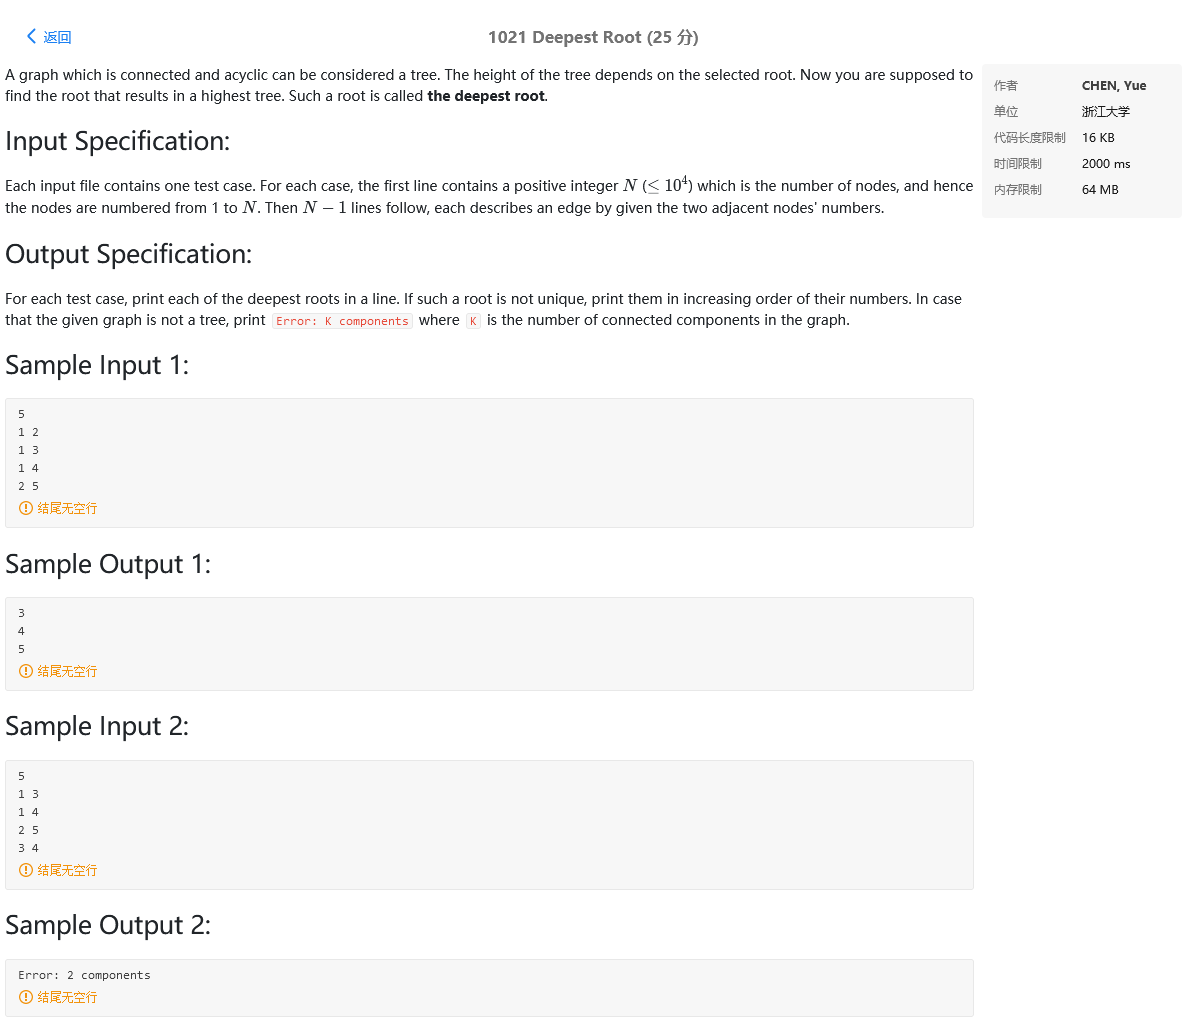 返回
1021 Deepest Root (25 分)
A graph which is connected and acyclic can be considered a tree. The height of the tree depends on the selected root. Now you are supposed to
find the root that results in a highest tree. Such a root is called the deepest root.
作者 CHEN, Yue
单位 浙江大学
代码长度限制 16 KB
时间限制 2000 ms
内存限制 64 MB
Input Specification:
Each input file contains one test case. For each case, the first line contains a positive integer N (≤ 10⁴) which is the number of nodes, and hence
the nodes are numbered from 1 to N. Then N − 1 lines follow, each describes an edge by given the two adjacent nodes' numbers.
Output Specification:
For each test case, print each of the deepest roots in a line. If such a root is not unique, print them in increasing order of their numbers. In case
that the given graph is not a tree, print Error: K components where K is the number of connected components in the graph.
Sample Input 1:
5
1 2
1 3
1 4
2 5
结尾无空行
Sample Output 1:
3
4
5
结尾无空行
Sample Input 2:
5
1 3
1 4
2 5
3 4
结尾无空行
Sample Output 2:
Error: 2 components
结尾无空行